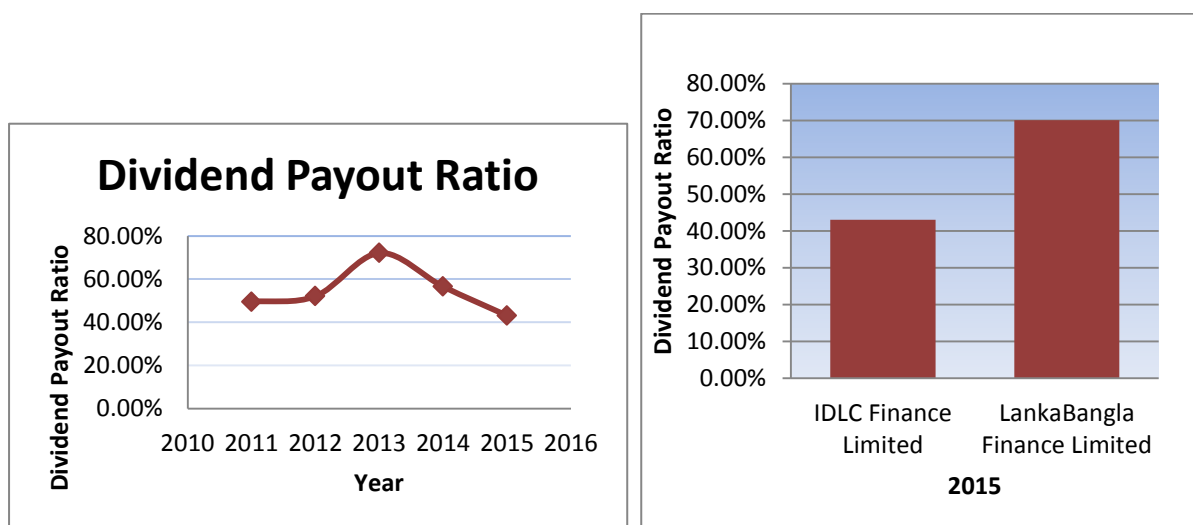 Dividend Payout Ratio
Dividend Payout Ratio
80.00%
60.00%
40.00%
20.00%
0.00%
2010 2011 2012 2013 2014 2015 2016
Year
Dividend Payout Ratio
80.00%
70.00%
60.00%
50.00%
40.00%
30.00%
20.00%
10.00%
0.00%
IDLC Finance
Limited
LankaBangla
Finance Limited
2015